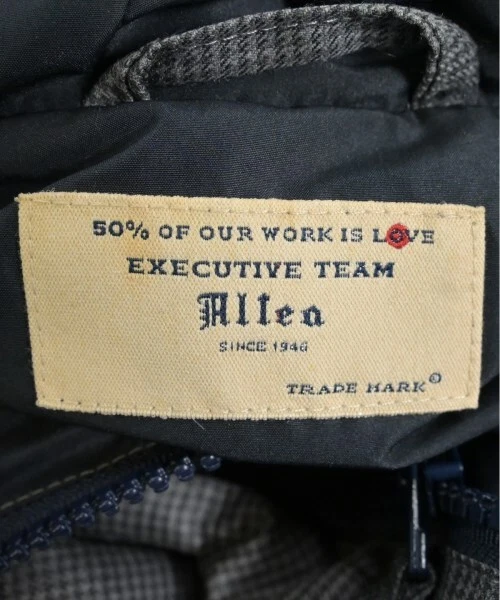 50% OF OUR WORK IS LOVE
EXECUTIVE TEAM
Altea
SINCE 1946
TRADE MARK©